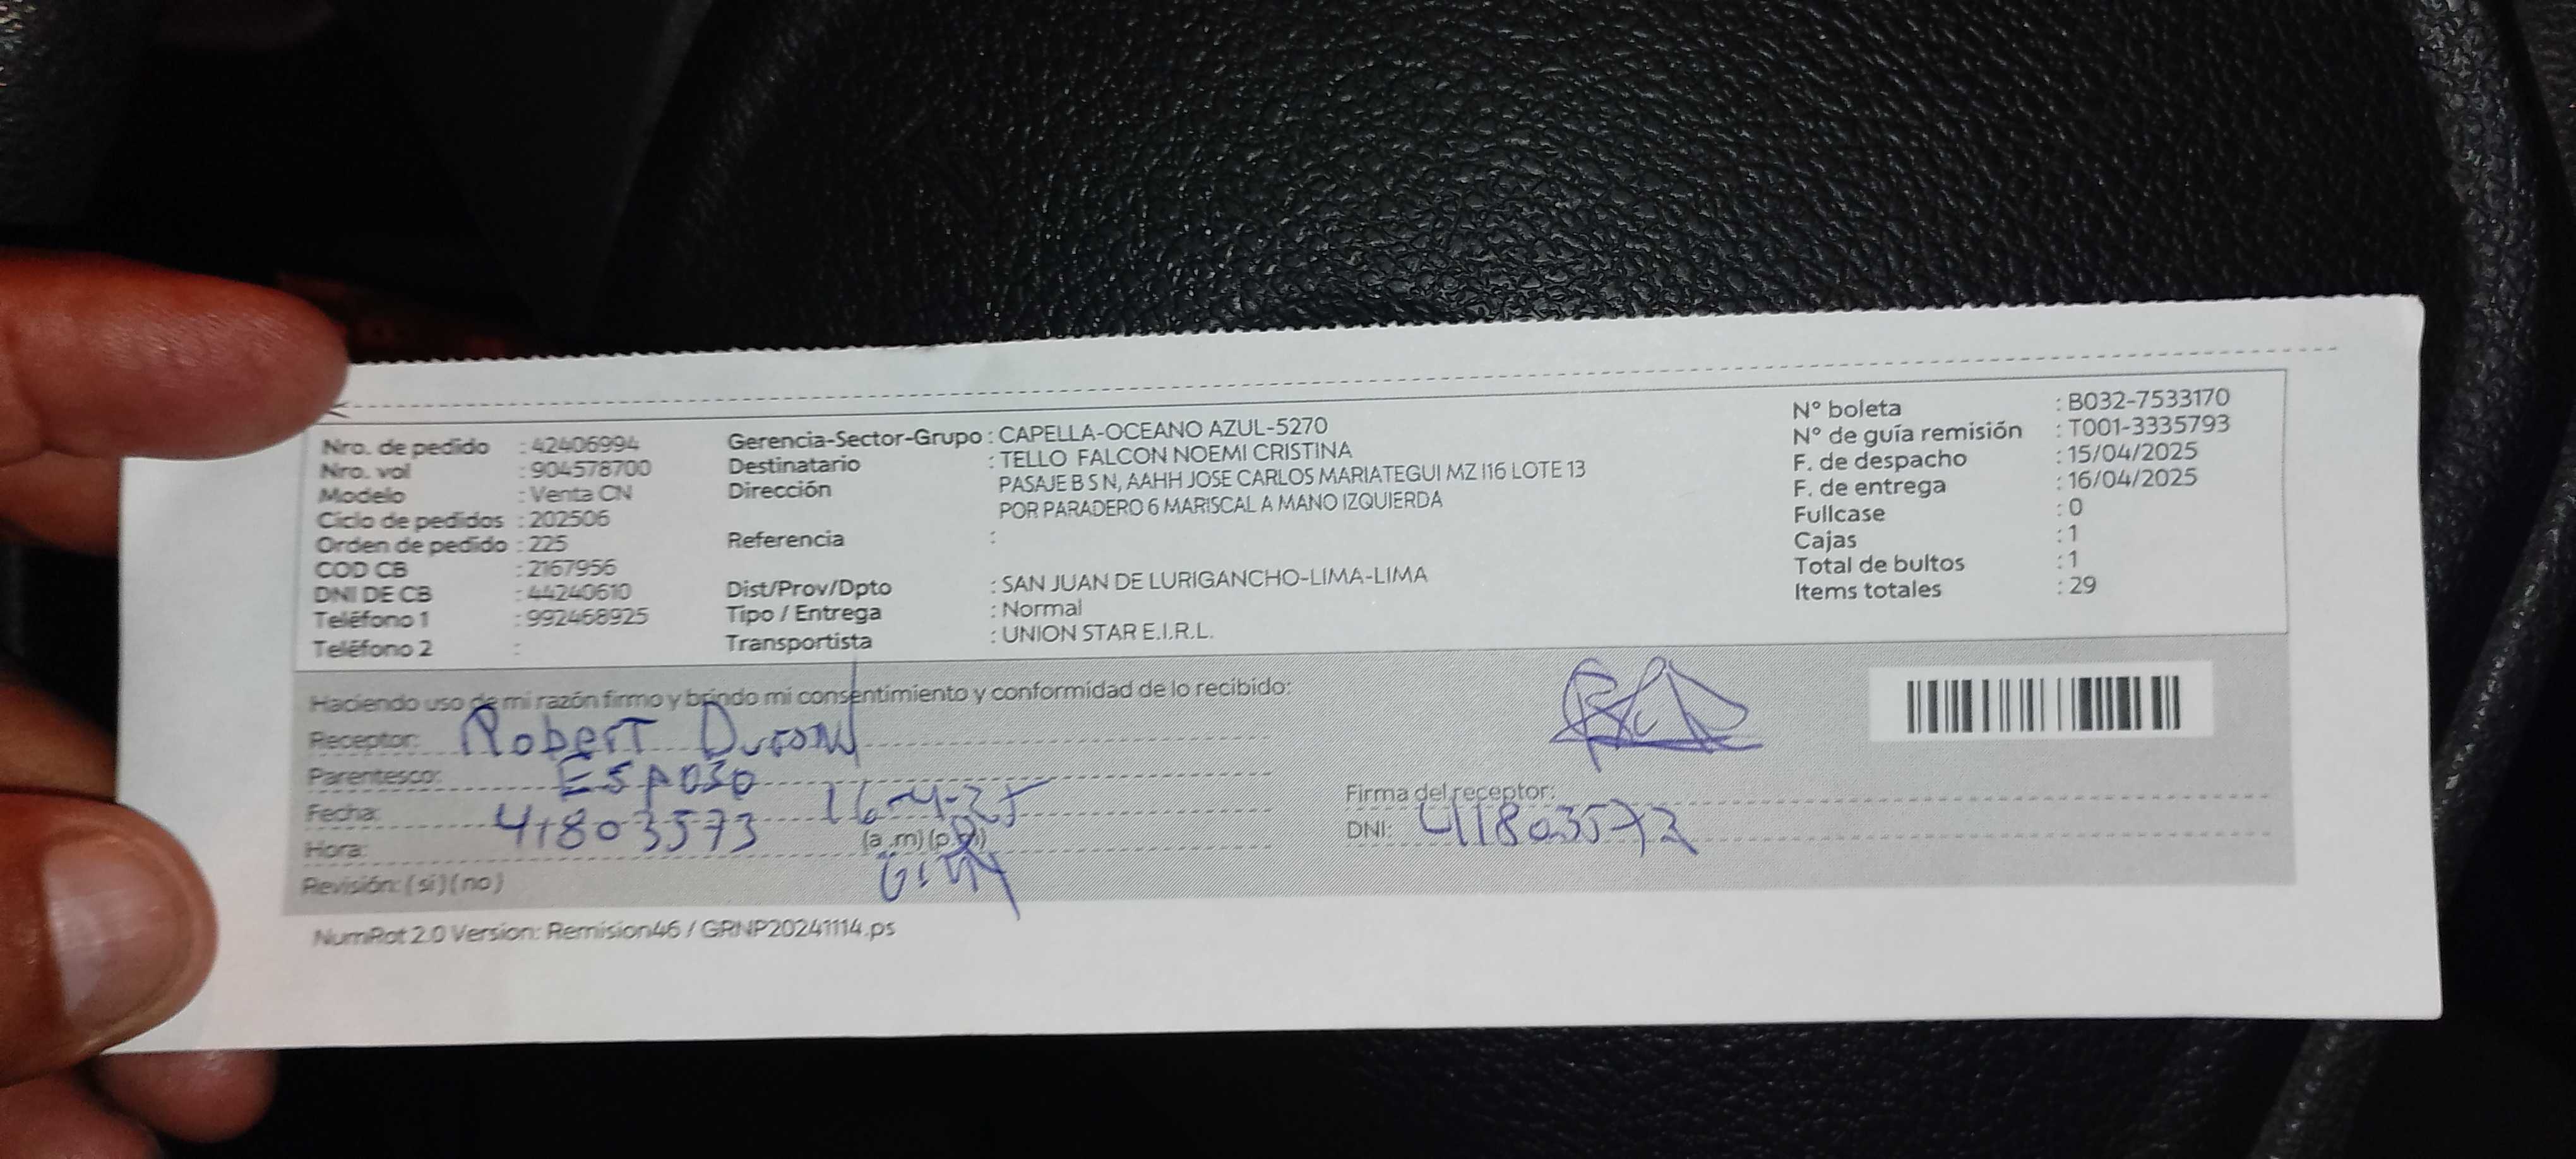 Nro. de pedido : 42406994
Nro. vol : 904578700
Modelo : Venta CN
Ciclo de pedidos : 202506
Orden de pedido : 225
COD CB : 2167956
DNI DE CB : 44240610
Teléfono 1 : 992468925
Teléfono 2 :
Gerencia-Sector-Grupo : CAPELLA-OCEANO AZUL-5270
Destinatario : TELLO FALCON NOEMI CRISTINA
Dirección PASAJE B S N, AAHH JOSE CARLOS MARIATEGUI MZ I16 LOTE 13
POR PARADERO 6 MARISCAL A MANO IZQUIERDA
Referencia :
Dist/Prov/Dpto : SAN JUAN DE LURIGANCHO-LIMA-LIMA
Tipo / Entrega : Normal
Transportista : UNION STAR E.I.R.L.
N° boleta : B032-7533170
N° de guía remisión : T001-3335793
F. de despacho : 15/04/2025
F. de entrega : 16/04/2025
Fullcase : 0
Cajas : 1
Total de bultos : 1
Items totales : 29
Haciendo uso de mi razón firmo y brindo mi consentimiento y conformidad de lo recibido:
Receptor: Robert
Parentesco: Esposo
Fecha: 41803573 16-4-25
Hora: (a .m) (p.m)
Revisión: ( si ) ( no )
Firma del receptor:
DNI: 41803573
NumRot 2.0 Version: Remision46 / GRNP20241114.ps